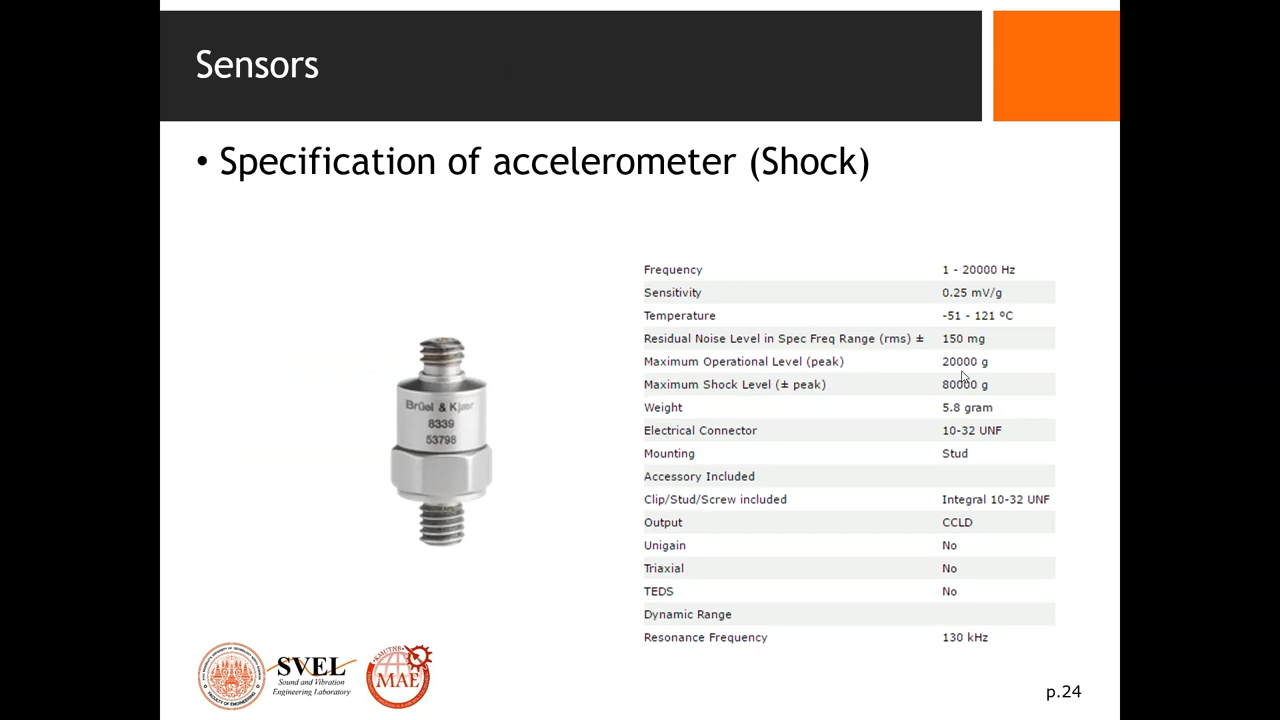 Sensors
• Specification of accelerometer (Shock)
Frequency 1 - 20000 Hz
Sensitivity 0.25 mV/g
Temperature -51 - 121 ºC
Residual Noise Level in Spec Freq Range (rms) ± 150 mg
Maximum Operational Level (peak) 20000 g
Maximum Shock Level (± peak) 80000 g
Weight 5.8 gram
Electrical Connector 10-32 UNF
Mounting Stud
Accessory Included
Clip/Stud/Screw included Integral 10-32 UNF
Output CCLD
Unigain No
Triaxial No
TEDS No
Dynamic Range
Resonance Frequency 130 kHz
Brüel & Kjær
8339
53798
FACULTY OF ENGINEERING
SVEL
Sound and Vibration
Engineering Laboratory
KMUTNB
MAE
p.24